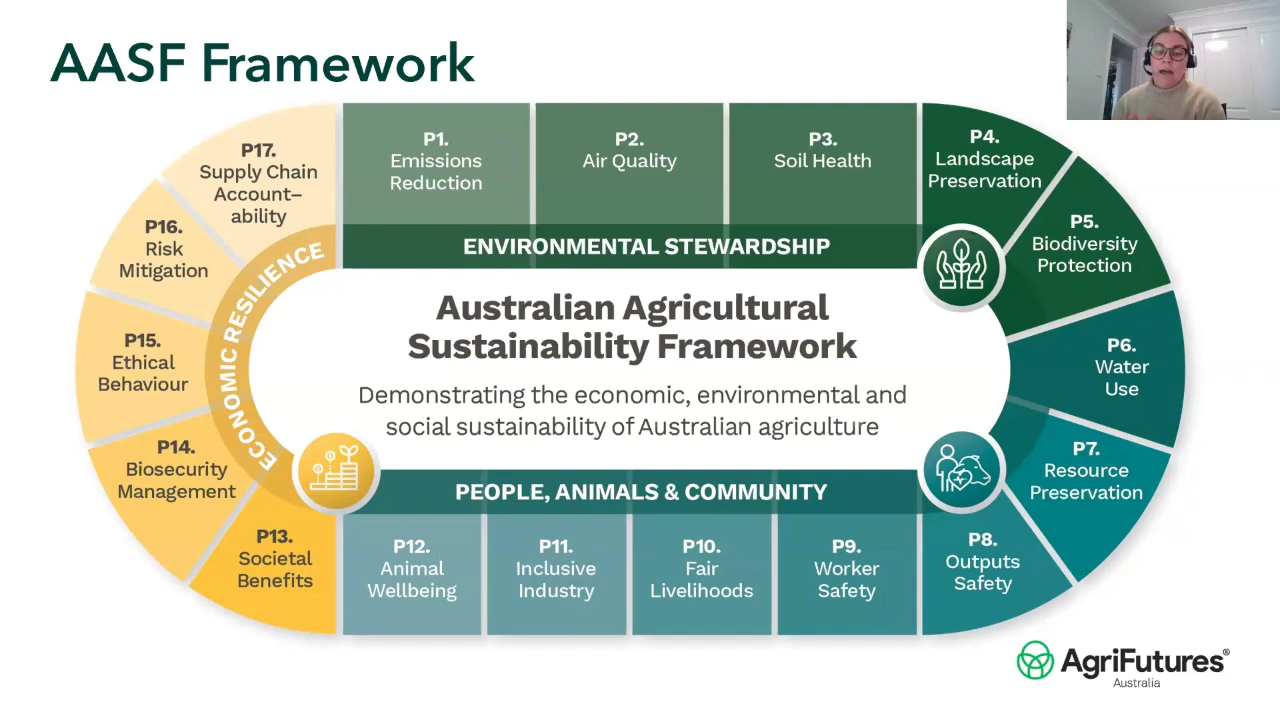 AASF Framework
P1.
Emissions
Reduction
P2.
Air Quality
P3.
Soil Health
P4.
Landscape
Preservation
P5.
Biodiversity
Protection
P6.
Water
Use
P7.
Resource
Preservation
P8.
Outputs
Safety
P9.
Worker
Safety
P10.
Fair
Livelihoods
P11.
Inclusive
Industry
P12.
Animal
Wellbeing
P13.
Societal
Benefits
P14.
Biosecurity
Management
P15.
Ethical
Behaviour
P16.
Risk
Mitigation
P17.
Supply Chain
Account–
ability
ENVIRONMENTAL STEWARDSHIP
ECONOMIC RESILIENCE
Australian Agricultural
Sustainability Framework
Demonstrating the economic, environmental and
social sustainability of Australian agriculture
PEOPLE, ANIMALS & COMMUNITY
AgriFutures®
Australia